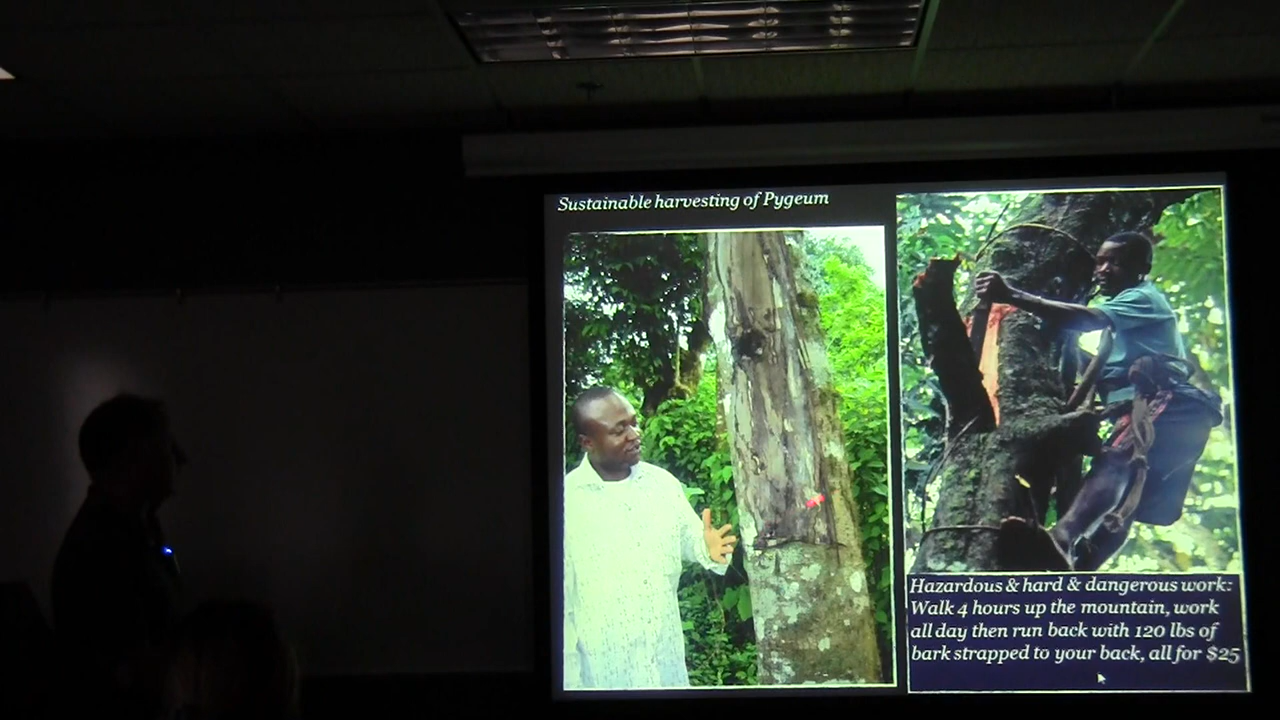 Sustainable harvesting of Pygeum
Hazardous & hard & dangerous work:
Walk 4 hours up the mountain, work
all day then run back with 120 lbs of
bark strapped to your back, all for $25